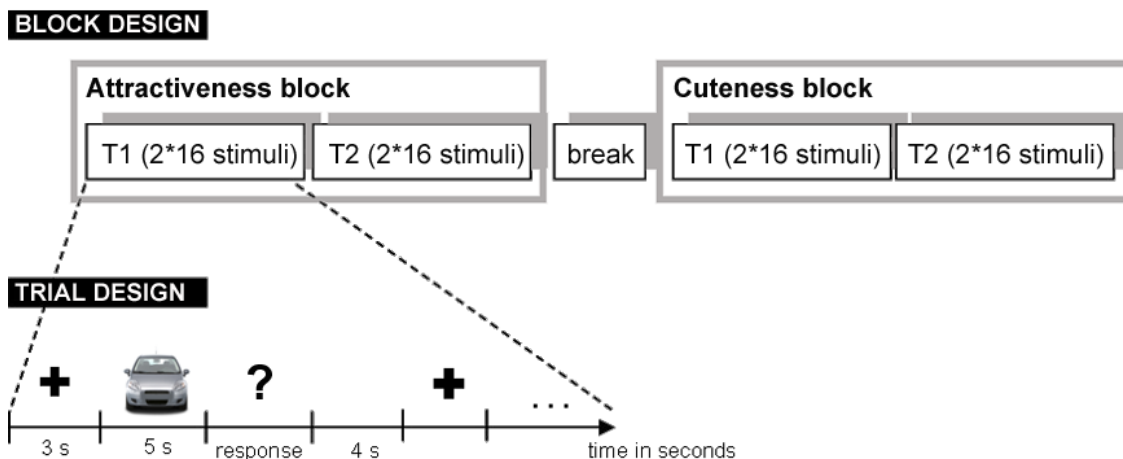 BLOCK DESIGN
Attractiveness block
Cuteness block
T1 (2*16 stimuli)
T2 (2*16 stimuli)
break
T1 (2*16 stimuli)
T2 (2*16 stimuli)
TRIAL DESIGN
+
?
+
...
3 s
5 s
response
4 s
time in seconds